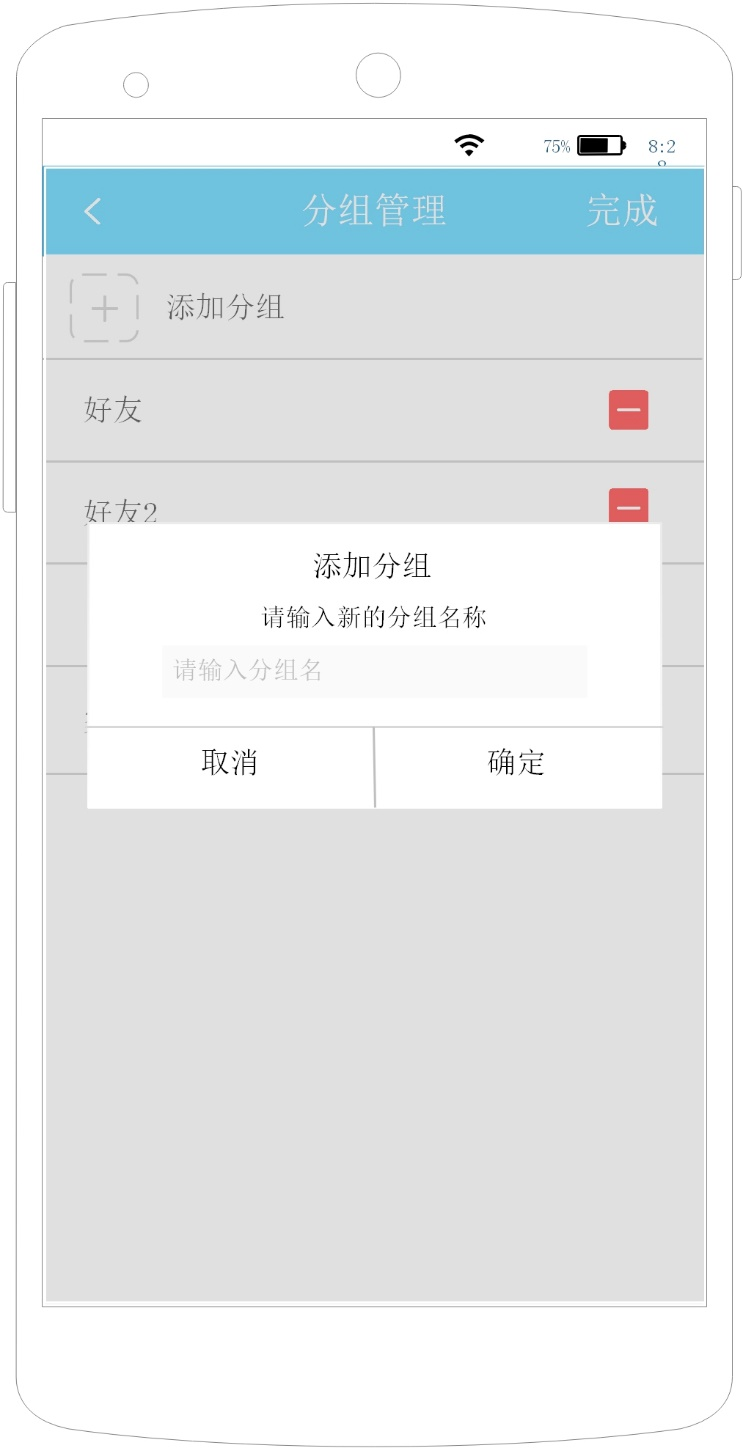 75% 8:28
分组管理 完成
添加分组
好友
好友2
添加分组
请输入新的分组名称
请输入分组名
取消 确定